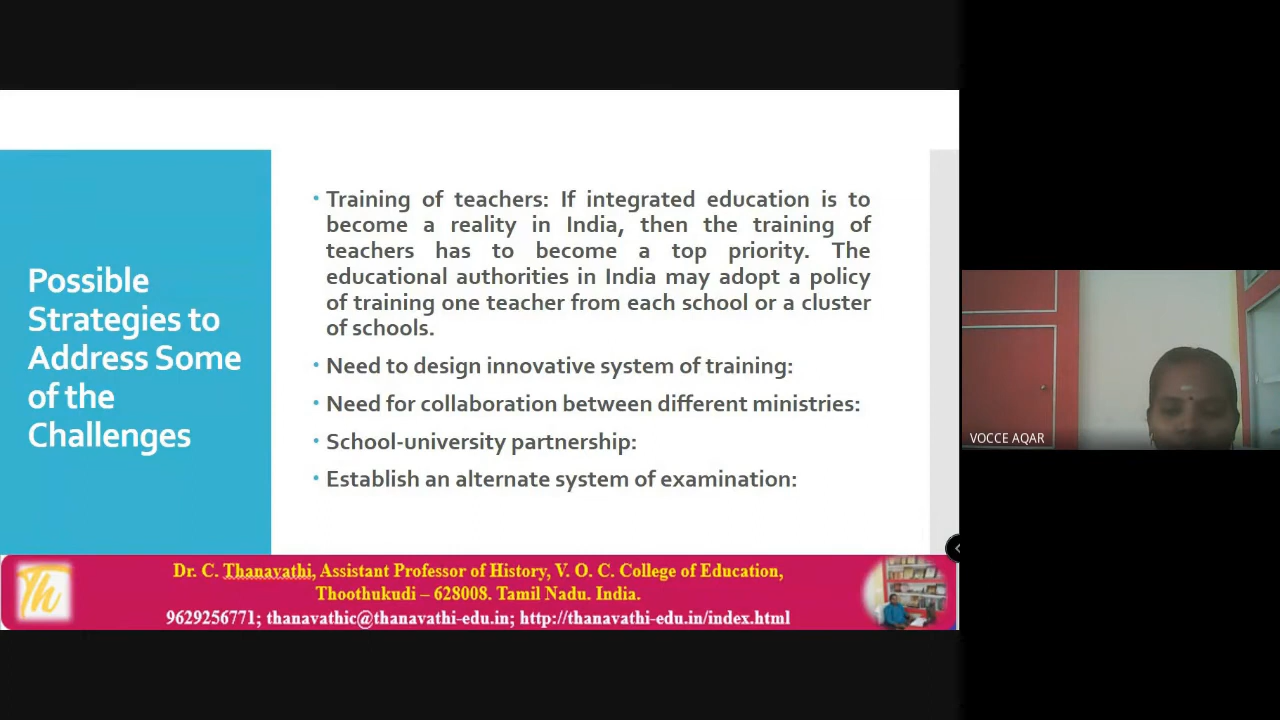 Possible
Strategies to
Address Some
of the
Challenges
• Training of teachers: If integrated education is to
become a reality in India, then the training of
teachers has to become a top priority. The
educational authorities in India may adopt a policy
of training one teacher from each school or a cluster
of schools.
• Need to design innovative system of training:
• Need for collaboration between different ministries:
• School-university partnership:
• Establish an alternate system of examination:
VOCCE AQAR
Th
Dr. C. Thanavathi, Assistant Professor of History, V. O. C. College of Education,
Thoothukudi – 628008. Tamil Nadu. India.
9629256771; thanavathic@thanavathi-edu.in; http://thanavathi-edu.in/index.html